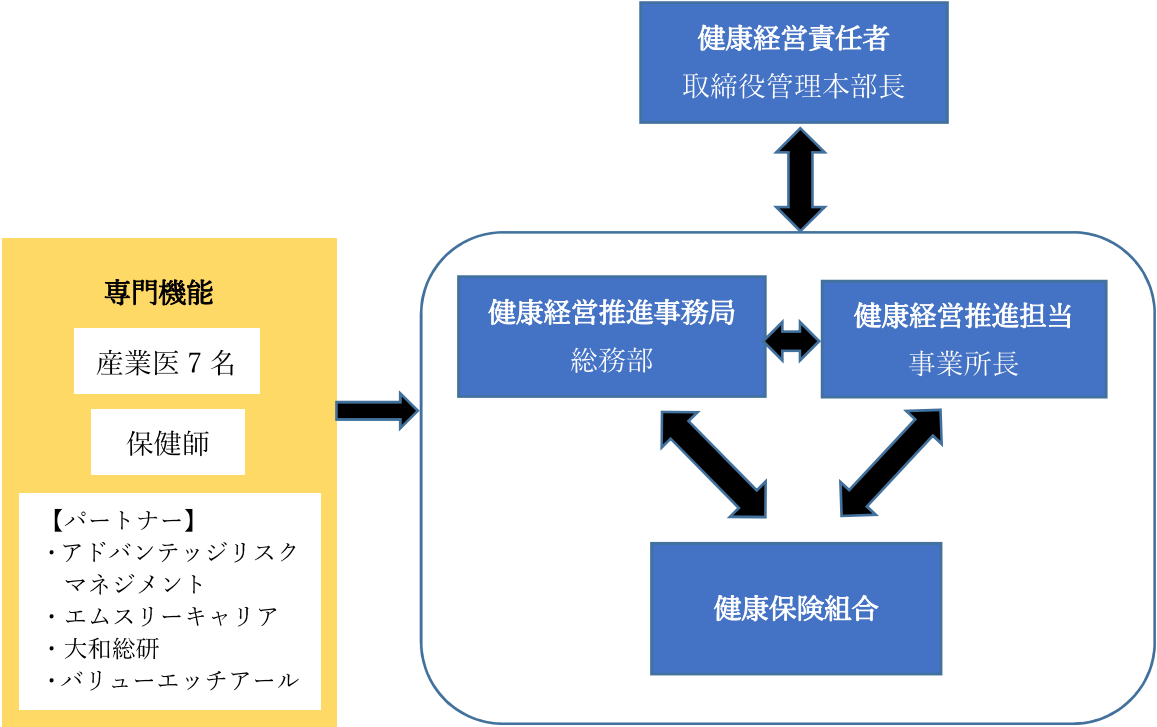 健康経営責任者
取締役管理本部長
専門機能
産業医7名
保健師
【パートナー】
・アドバンテッジリスク
マネジメント
・エムスリーキャリア
・大和総研
・バリューエッチアール
健康経営推進事務局
総務部
健康経営推進担当
事業所長
健康保険組合